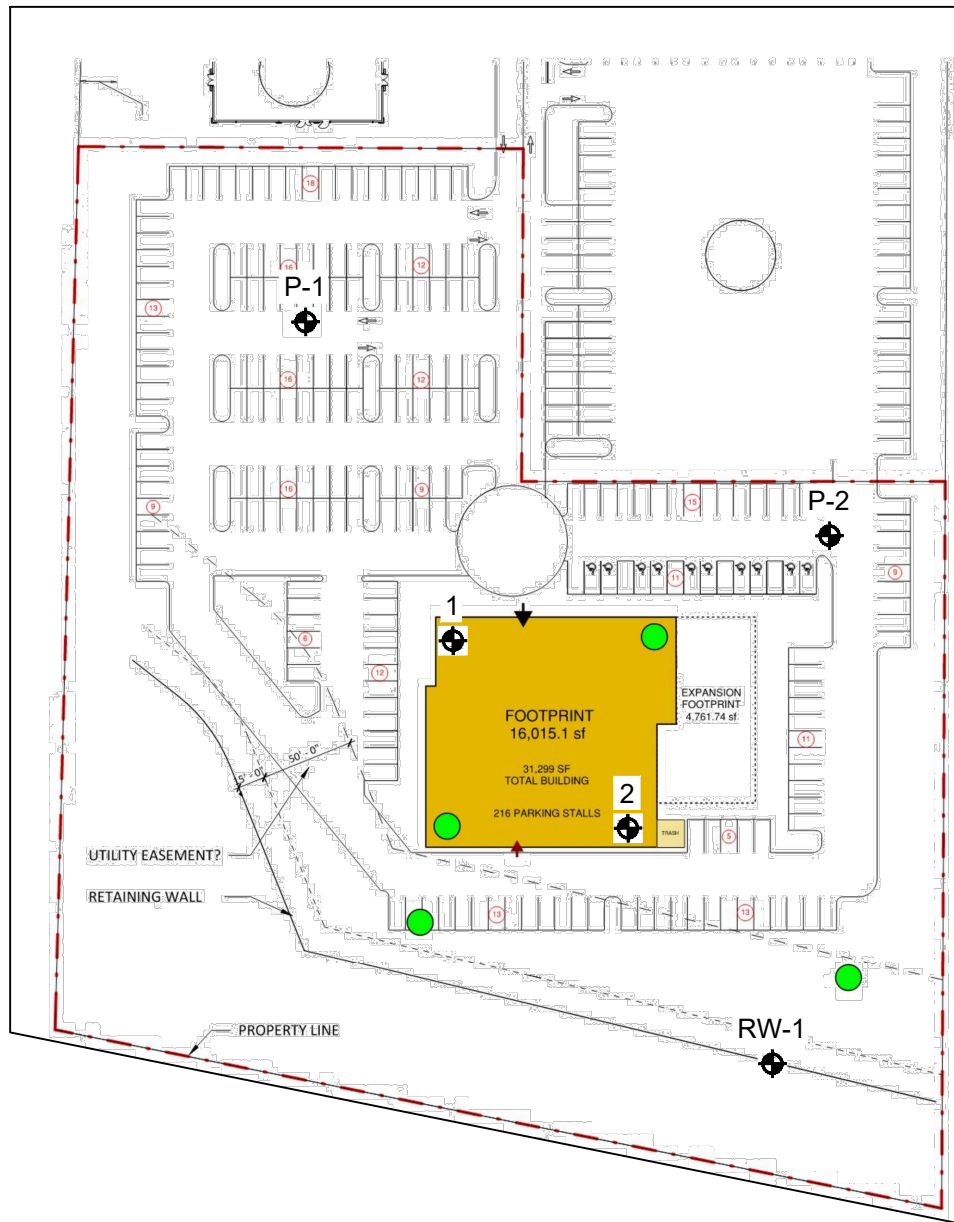 18
16
12
P-1
13
16
12
16
9
9
15
P-2
11
9
1
6
12
EXPANSION
FOOTPRINT
4,761.74 sf
FOOTPRINT
16,015.1 sf
31,299 SF
TOTAL BUILDING
216 PARKING STALLS
11
50' - 0"
5' - 0"
2
TRASH
5
UTILITY EASEMENT?
RETAINING WALL
13
13
PROPERTY LINE
RW-1